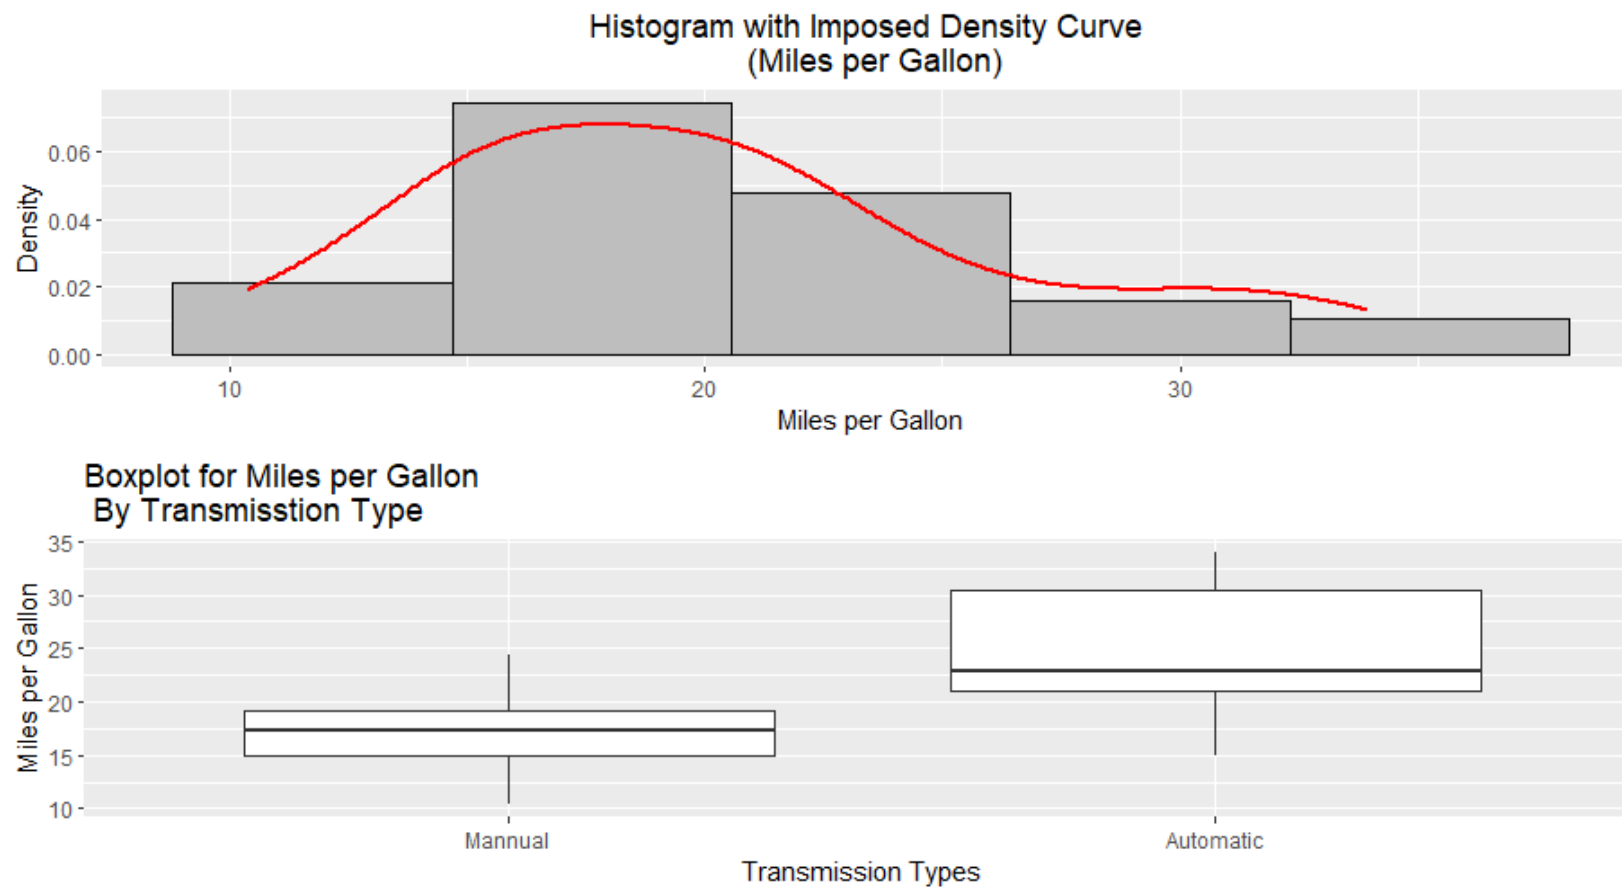 Histogram with Imposed Density Curve
(Miles per Gallon)
Density
0.06
0.04
0.02
0.00
10 20 30
Miles per Gallon
Boxplot for Miles per Gallon
By Transmisstion Type
Miles per Gallon
35
30
25
20
15
10
Mannual Automatic
Transmission Types